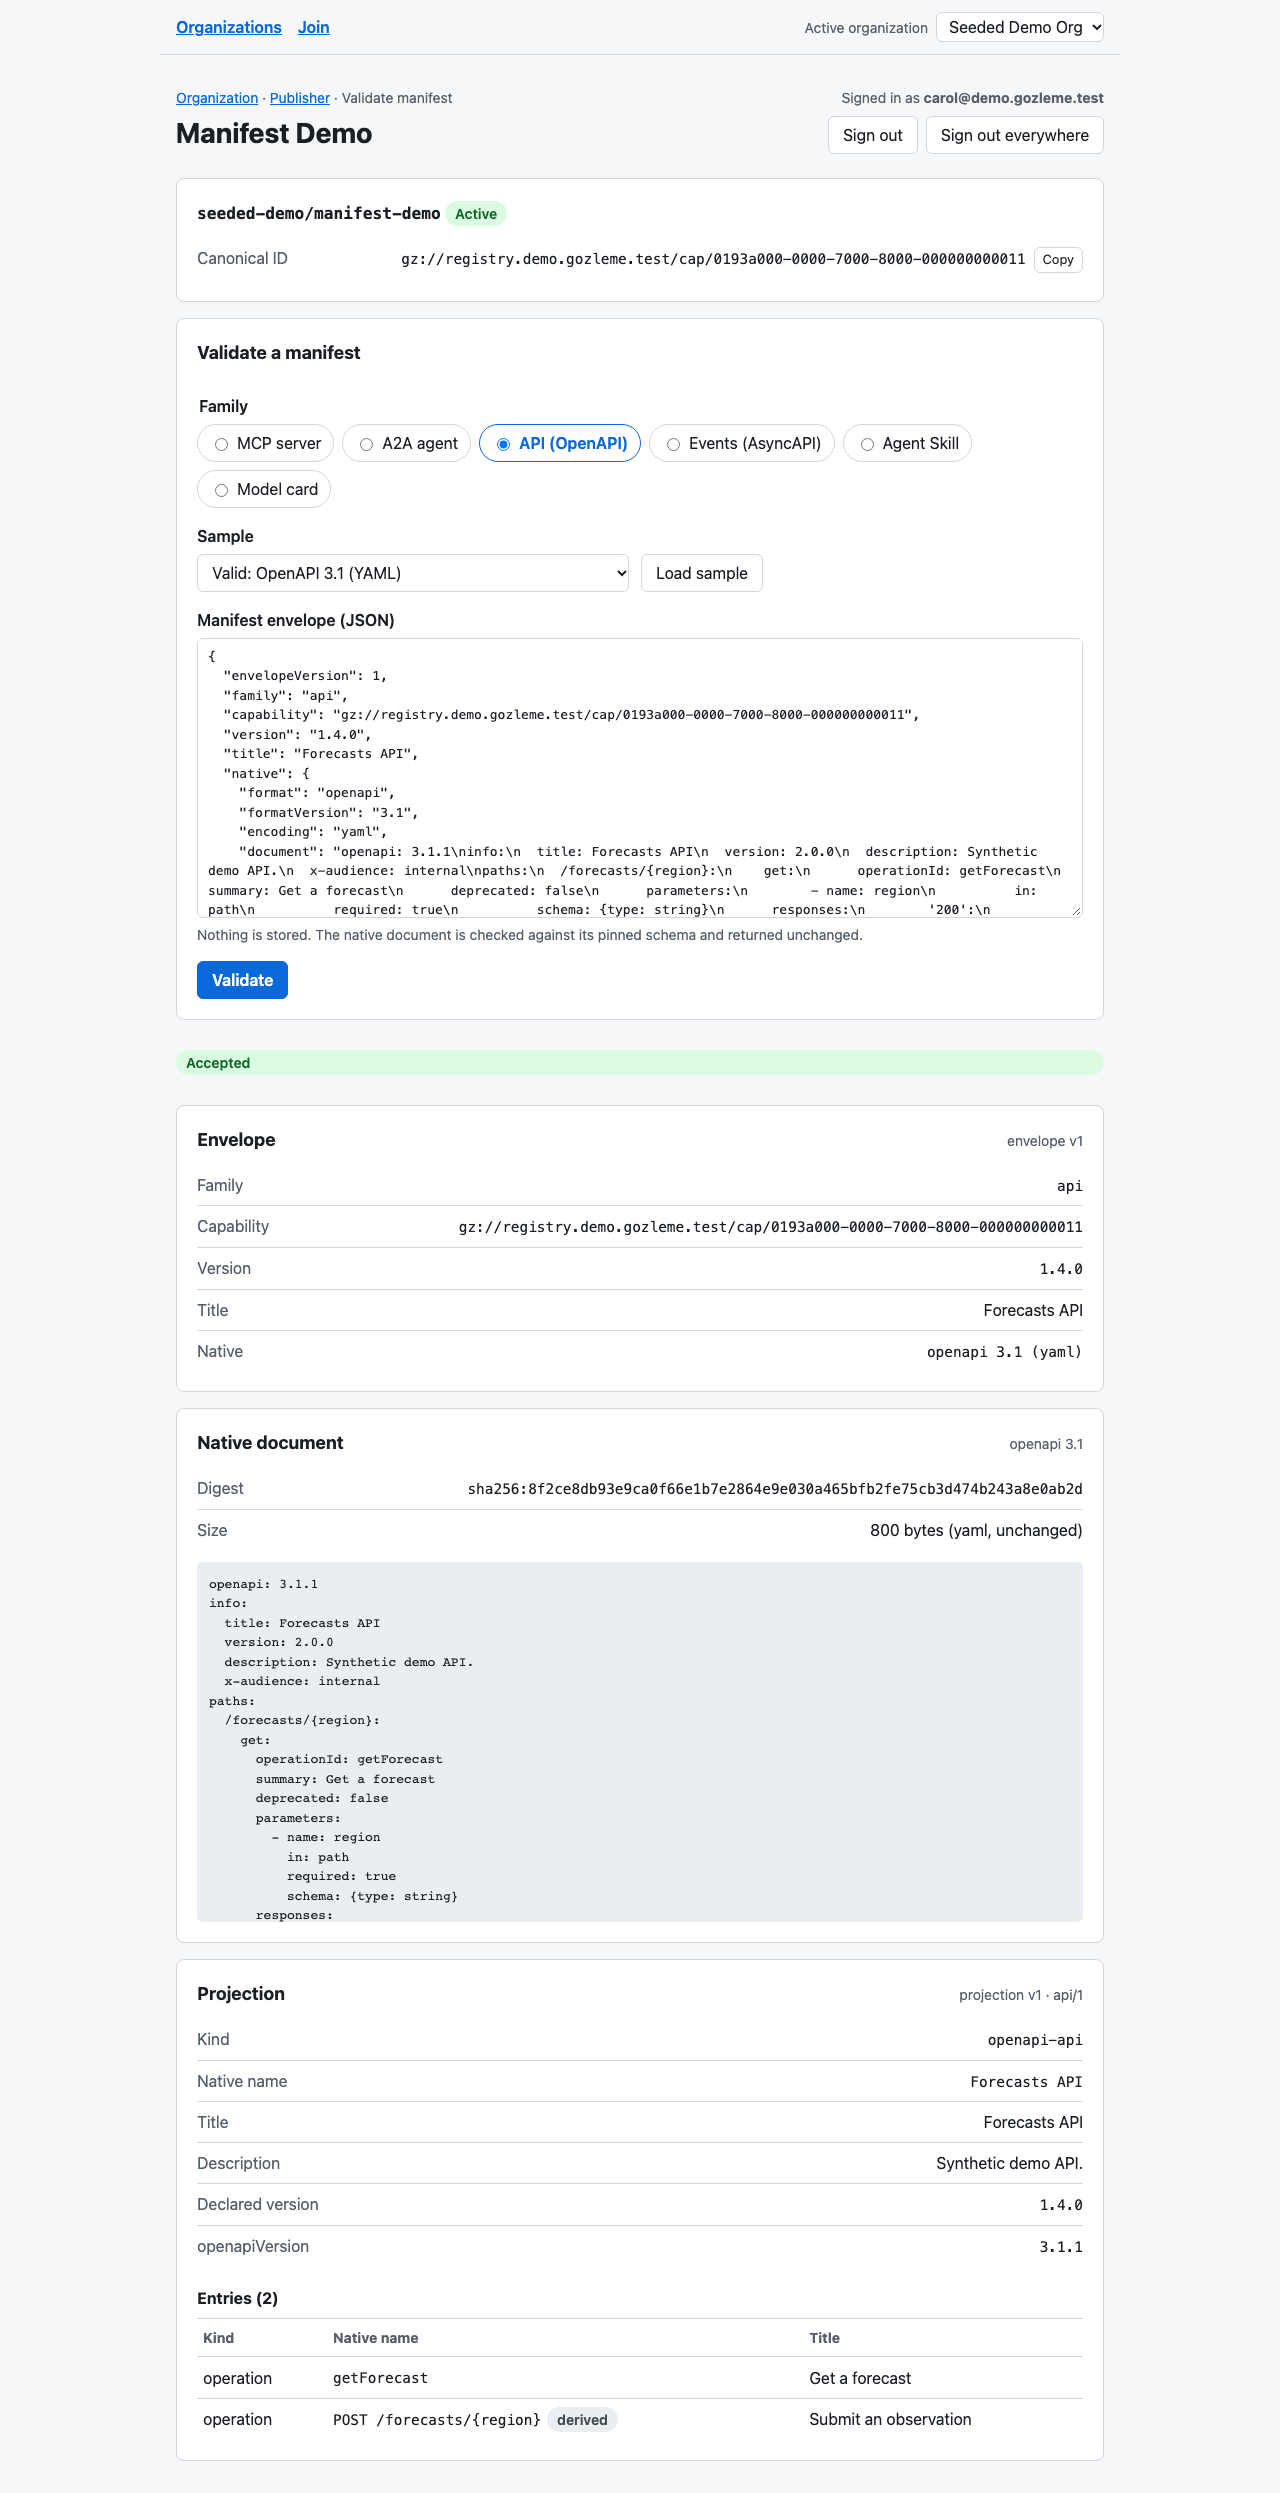 Organizations Join Active organization Seeded Demo Org
Organization · Publisher · Validate manifest Signed in as carol@demo.gozleme.test
Manifest Demo Sign out Sign out everywhere
seeded-demo/manifest-demo Active
Canonical ID gz://registry.demo.gozleme.test/cap/0193a000-0000-7000-8000-000000000011 Copy
Validate a manifest
Family
MCP server A2A agent API (OpenAPI) Events (AsyncAPI) Agent Skill
Model card
Sample
Valid: OpenAPI 3.1 (YAML) Load sample
Manifest envelope (JSON)
{
  "envelopeVersion": 1,
  "family": "api",
  "capability": "gz://registry.demo.gozleme.test/cap/0193a000-0000-7000-8000-000000000011",
  "version": "1.4.0",
  "title": "Forecasts API",
  "native": {
    "format": "openapi",
    "formatVersion": "3.1",
    "encoding": "yaml",
    "document": "openapi: 3.1.1\ninfo:\n  title: Forecasts API\n  version: 2.0.0\n  description: Synthetic
demo API.\n  x-audience: internal\npaths:\n  /forecasts/{region}:\n    get:\n      operationId: getForecast\n
summary: Get a forecast\n      deprecated: false\n      parameters:\n        - name: region\n          in:
path\n          required: true\n          schema: {type: string}\n      responses:\n        '200':\n
Nothing is stored. The native document is checked against its pinned schema and returned unchanged.
Validate
Accepted
Envelope envelope v1
Family api
Capability gz://registry.demo.gozleme.test/cap/0193a000-0000-7000-8000-000000000011
Version 1.4.0
Title Forecasts API
Native openapi 3.1 (yaml)
Native document openapi 3.1
Digest sha256:8f2ce8db93e9ca0f66e1b7e2864e9e030a465bfb2fe75cb3d474b243a8e0ab2d
Size 800 bytes (yaml, unchanged)
openapi: 3.1.1
info:
  title: Forecasts API
  version: 2.0.0
  description: Synthetic demo API.
  x-audience: internal
paths:
  /forecasts/{region}:
    get:
      operationId: getForecast
      summary: Get a forecast
      deprecated: false
      parameters:
        - name: region
          in: path
          required: true
          schema: {type: string}
      responses:
Projection projection v1 · api/1
Kind openapi-api
Native name Forecasts API
Title Forecasts API
Description Synthetic demo API.
Declared version 1.4.0
openapiVersion 3.1.1
Entries (2)
Kind Native name Title
operation getForecast Get a forecast
operation POST /forecasts/{region} derived Submit an observation